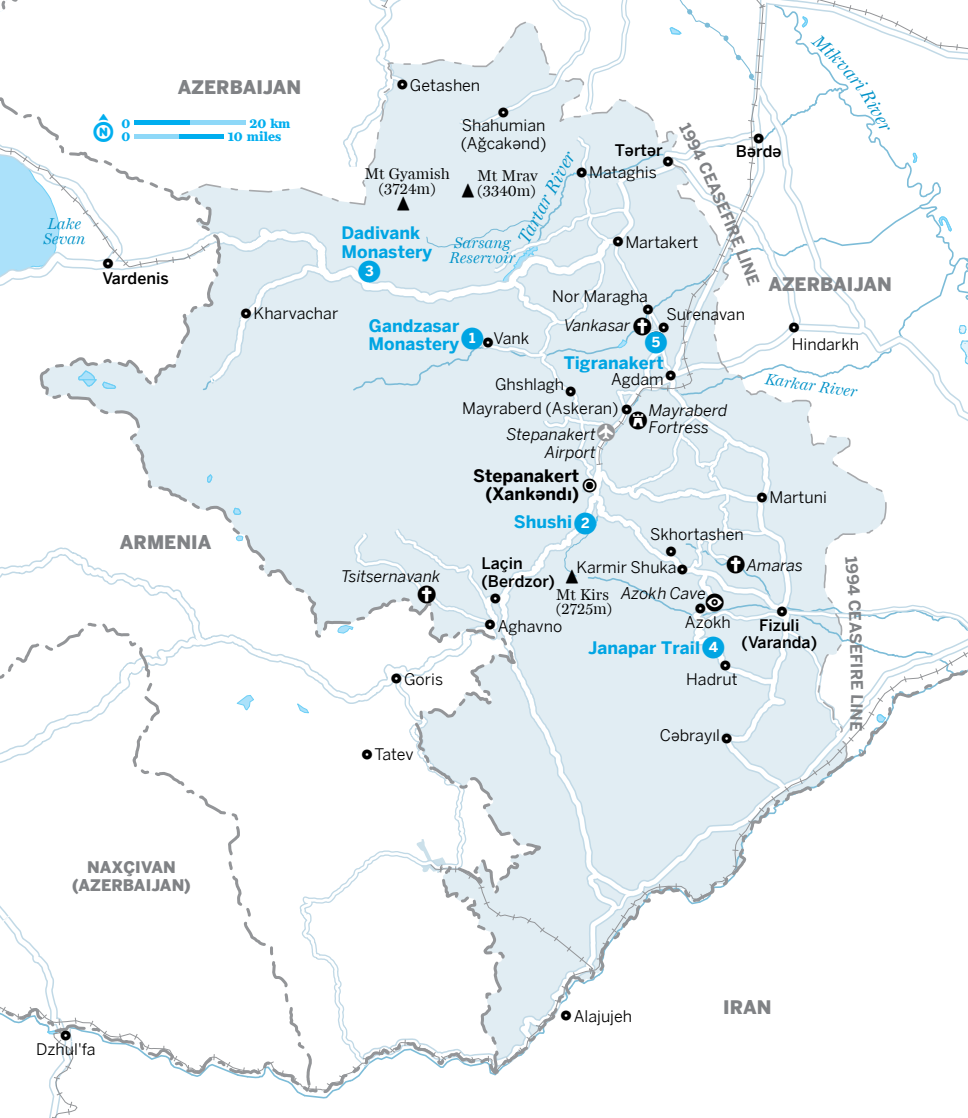 AZERBAIJAN
0 20 km
0 10 miles
N
Getashen
Shahumian
(Ağcakənd)
Mt Gyamish
(3724m)
Mt Mrav
(3340m)
Tartar River
Mataghis
Tərtər
Bərdə
Mtkvari River
1994 CEASEFIRE LINE
Lake
Sevan
Vardenis
Dadivank
Monastery
3
Sarsang
Reservoir
Martakert
AZERBAIJAN
Kharvachar
Nor Maragha
Surenavan
Vankasar
Gandzasar
Monastery
1
Vank
5
Tigranakert
Hindarkh
Agdam
Karkar River
Ghshlagh
Mayraberd (Askeran)
Mayraberd
Fortress
Stepanakert
Airport
Stepanakert
(Xankəndı)
Martuni
Shushi
2
ARMENIA
Skhortashen
Laçin
(Berdzor)
Karmir Shuka
Amaras
1994 CEASEFIRE LINE
Tsitsernavank
Mt Kirs
(2725m)
Azokh Cave
Azokh
Fizuli
(Varanda)
Aghavno
Janapar Trail
4
Goris
Hadrut
Cəbrayıl
Tatev
NAXÇIVAN
(AZERBAIJAN)
IRAN
Alajujeh
Dzhul'fa